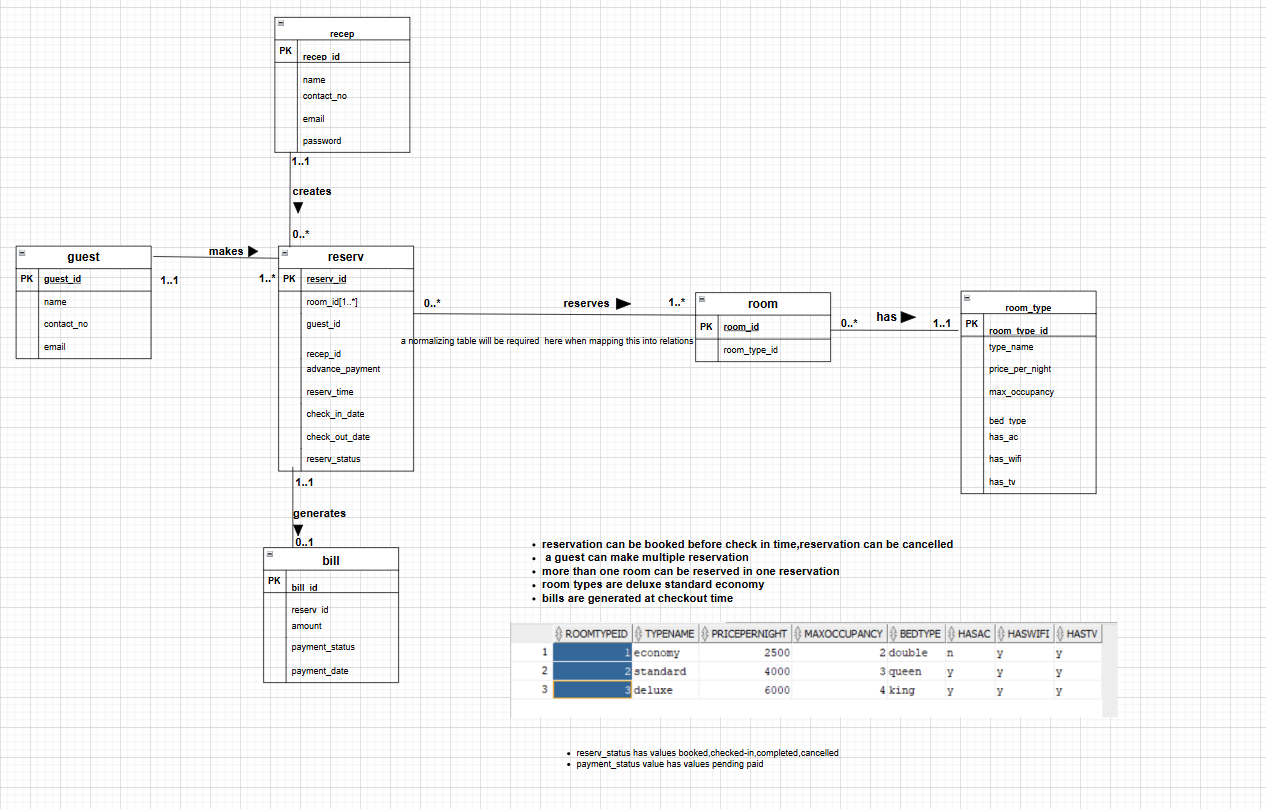 recep
PK recep_id
name
contact_no
email
password
1..1
creates
0..*
guest
PK guest_id
name
contact_no
email
makes
1..1
1..*
reserv
PK reserv_id
room_id[1..*]
guest_id
recep_id
advance_payment
reserv_time
check_in_date
check_out_date
reserv_status
0..*
reserves
1..*
a normalizing table will be required here when mapping this into relations
room
PK room_id
room_type_id
0..*
has
1..1
room_type
PK room_type_id
type_name
price_per_night
max_occupancy
bed_type
has_ac
has_wifi
has_tv
1..1
generates
0..1
bill
PK bill_id
reserv_id
amount
payment_status
payment_date
• reservation can be booked before check in time,reservation can be cancelled
• a guest can make multiple reservation
• more than one room can be reserved in one reservation
• room types are deluxe standard economy
• bills are generated at checkout time
ROOMTYPEID TYPENAME PRICEPERNIGHT MAXOCCUPANCY BEDTYPE HASAC HASWIFI HASTV
1 1 economy 2500 2 double n y y
2 2 standard 4000 3 queen y y y
3 3 deluxe 6000 4 king y y y
• reserv_status has values booked,checked-in,completed,cancelled
• payment_status value has values pending paid